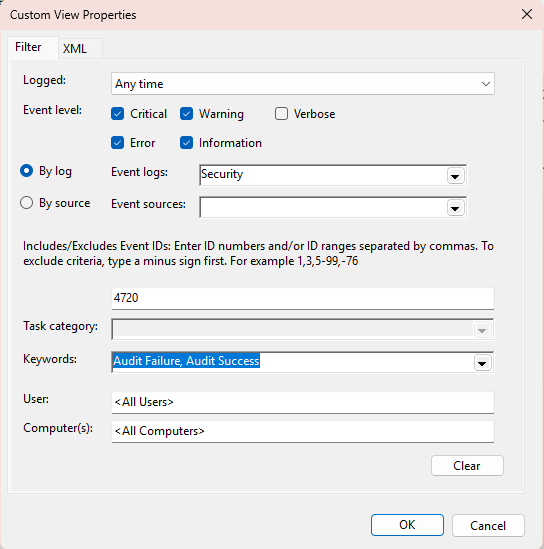 Custom View Properties
Filter XML
Logged: Any time
Event level: Critical Warning Verbose
Error Information
By log Event logs: Security
By source Event sources:
Includes/Excludes Event IDs: Enter ID numbers and/or ID ranges separated by commas. To
exclude criteria, type a minus sign first. For example 1,3,5-99,-76
4720
Task category:
Keywords: Audit Failure, Audit Success
User: <All Users>
Computer(s): <All Computers>
Clear
OK Cancel